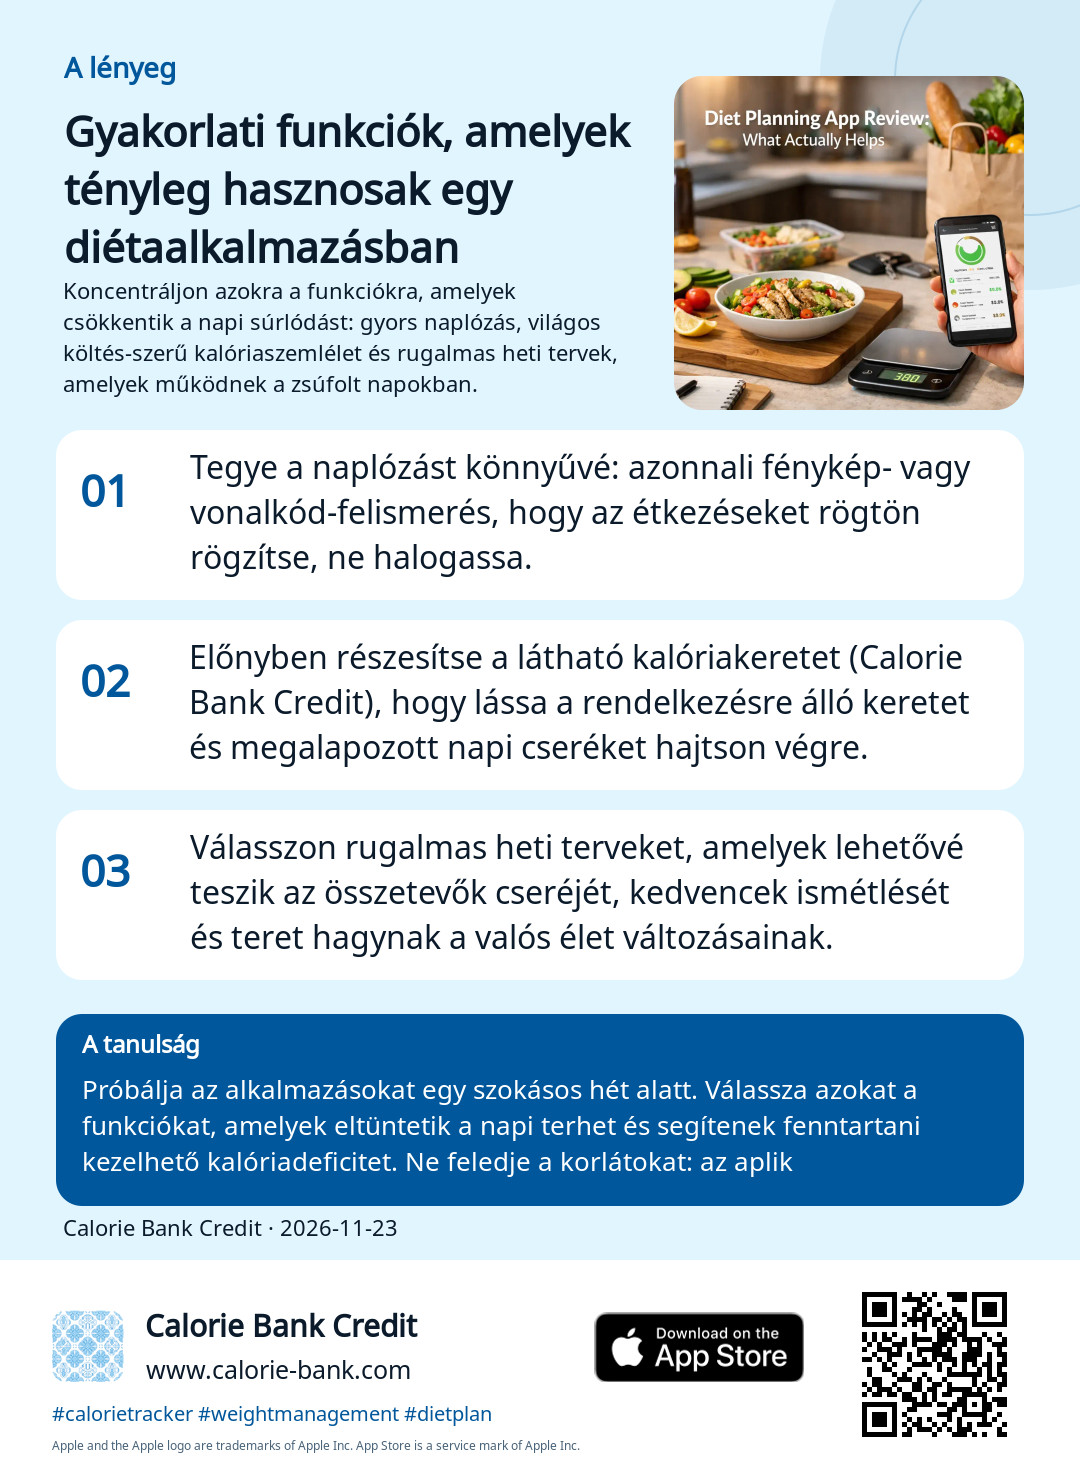 A lényeg
Gyakorlati funkciók, amelyek
tényleg hasznosak egy
diétaalkalmazásban
Koncentráljon azokra a funkciókra, amelyek
csökkentik a napi súrlódást: gyors naplózás, világos
költés-szerű kalóriaszemlélet és rugalmas heti tervek,
amelyek működnek a zsúfolt napokban.
Diet Planning App Review:
What Actually Helps
380
01
Tegye a naplózást könnyűvé: azonnali fénykép- vagy
vonalkód-felismerés, hogy az étkezéseket rögtön
rögzítse, ne halogassa.
02
Előnyben részesítse a látható kalóriakeretet (Calorie
Bank Credit), hogy lássa a rendelkezésre álló keretet
és megalapozott napi cseréket hajtson végre.
03
Válasszon rugalmas heti terveket, amelyek lehetővé
teszik az összetevők cseréjét, kedvencek ismétlését
és teret hagynak a valós élet változásainak.
A tanulság
Próbálja az alkalmazásokat egy szokásos hét alatt. Válassza azokat a
funkciókat, amelyek eltüntetik a napi terhet és segítenek fenntartani
kezelhető kalóriadeficitet. Ne feledje a korlátokat: az aplik
Calorie Bank Credit · 2026-11-23
Calorie Bank Credit
www.calorie-bank.com
Download on the
App Store
#calorietracker #weightmanagement #dietplan
Apple and the Apple logo are trademarks of Apple Inc. App Store is a service mark of Apple Inc.